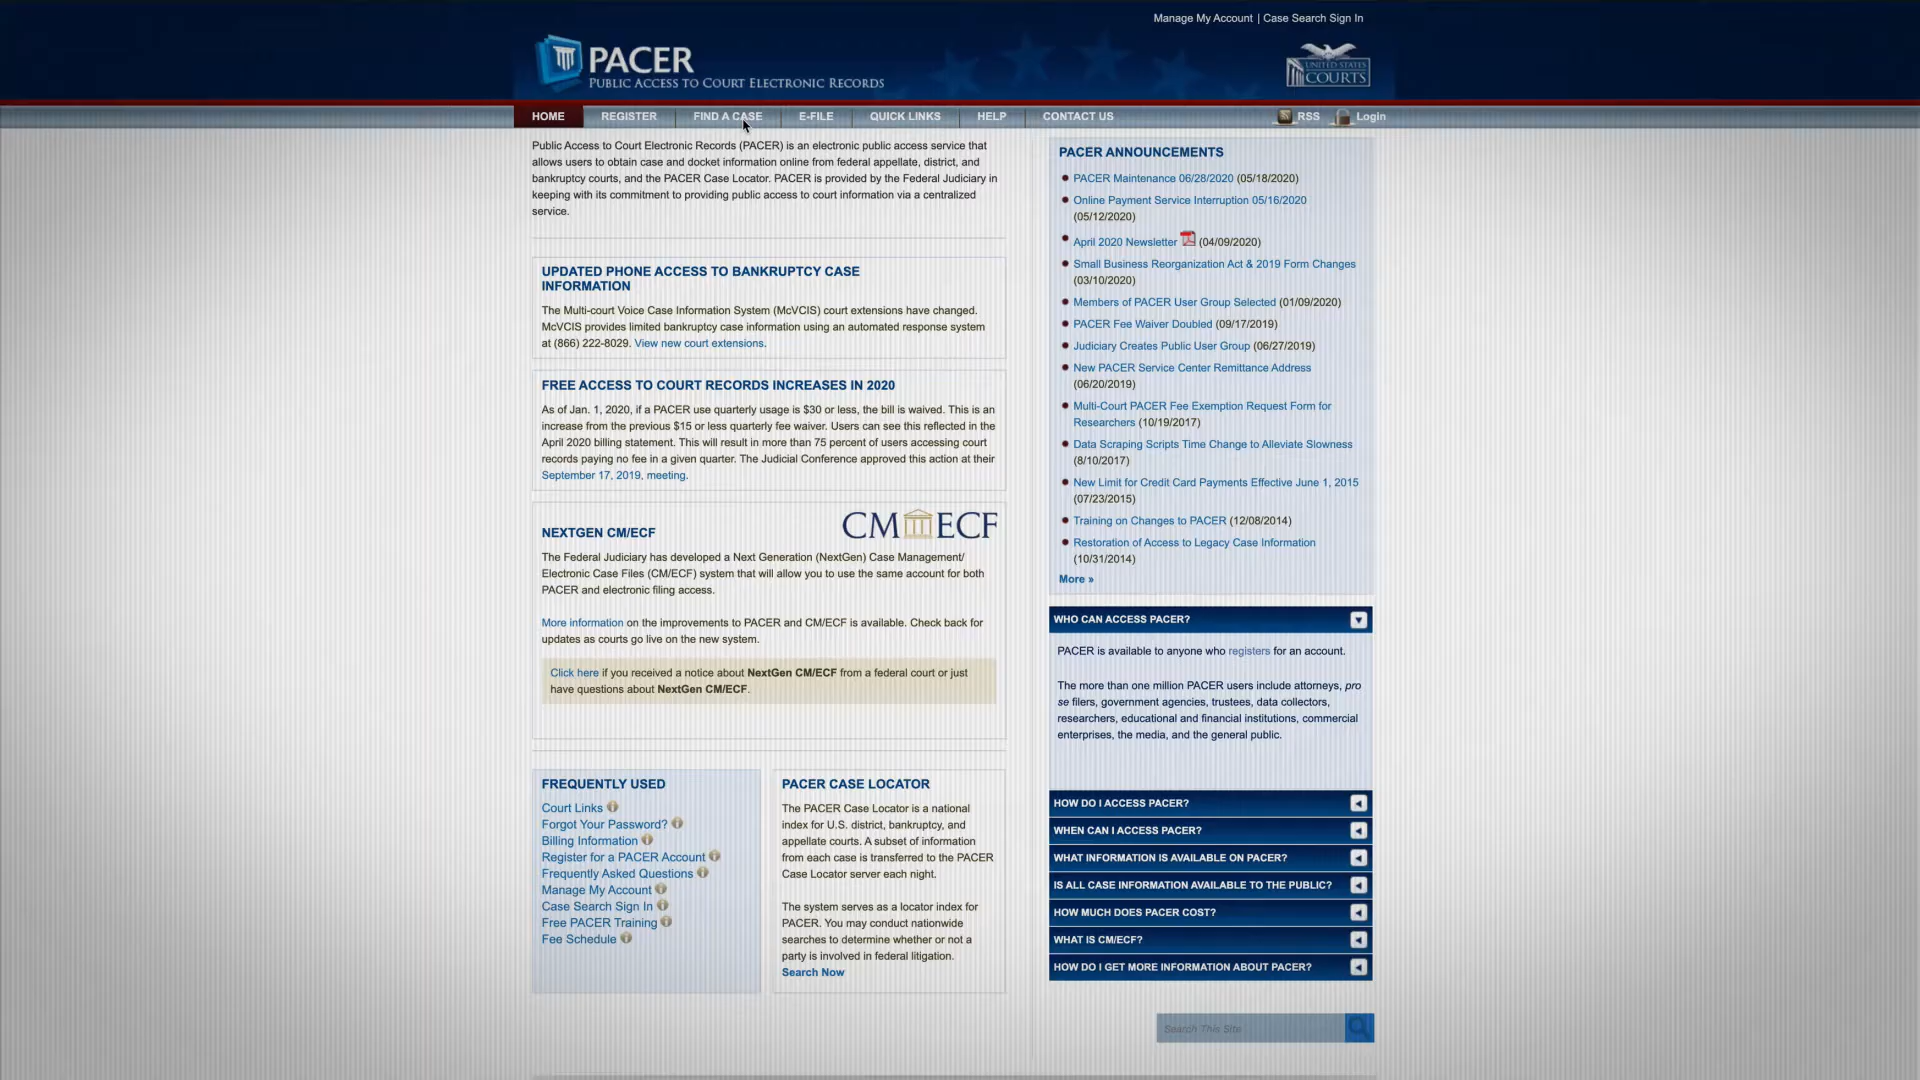 Manage My Account | Case Search Sign In
PACER
PUBLIC ACCESS TO COURT ELECTRONIC RECORDS
UNITED STATES
COURTS
HOME REGISTER FIND A CASE E-FILE QUICK LINKS HELP CONTACT US RSS Login
Public Access to Court Electronic Records (PACER) is an electronic public access service that
allows users to obtain case and docket information online from federal appellate, district, and
bankruptcy courts, and the PACER Case Locator. PACER is provided by the Federal Judiciary in
keeping with its commitment to providing public access to court information via a centralized
service.
UPDATED PHONE ACCESS TO BANKRUPTCY CASE
INFORMATION
The Multi-court Voice Case Information System (McVCIS) court extensions have changed.
McVCIS provides limited bankruptcy case information using an automated response system
at (866) 222-8029. View new court extensions.
FREE ACCESS TO COURT RECORDS INCREASES IN 2020
As of Jan. 1, 2020, if a PACER use quarterly usage is $30 or less, the bill is waived. This is an
increase from the previous $15 or less quarterly fee waiver. Users can see this reflected in the
April 2020 billing statement. This will result in more than 75 percent of users accessing court
records paying no fee in a given quarter. The Judicial Conference approved this action at their
September 17, 2019, meeting.
NEXTGEN CM/ECF
CM ECF
The Federal Judiciary has developed a Next Generation (NextGen) Case Management/
Electronic Case Files (CM/ECF) system that will allow you to use the same account for both
PACER and electronic filing access.
More information on the improvements to PACER and CM/ECF is available. Check back for
updates as courts go live on the new system.
Click here if you received a notice about NextGen CM/ECF from a federal court or just
have questions about NextGen CM/ECF.
FREQUENTLY USED
Court Links
Forgot Your Password?
Billing Information
Register for a PACER Account
Frequently Asked Questions
Manage My Account
Case Search Sign In
Free PACER Training
Fee Schedule
PACER CASE LOCATOR
The PACER Case Locator is a national
index for U.S. district, bankruptcy, and
appellate courts. A subset of information
from each case is transferred to the PACER
Case Locator server each night.
The system serves as a locator index for
PACER. You may conduct nationwide
searches to determine whether or not a
party is involved in federal litigation.
Search Now
PACER ANNOUNCEMENTS
PACER Maintenance 06/28/2020 (05/18/2020)
Online Payment Service Interruption 05/16/2020
(05/12/2020)
April 2020 Newsletter (04/09/2020)
Small Business Reorganization Act & 2019 Form Changes
(03/10/2020)
Members of PACER User Group Selected (01/09/2020)
PACER Fee Waiver Doubled (09/17/2019)
Judiciary Creates Public User Group (06/27/2019)
New PACER Service Center Remittance Address
(06/20/2019)
Multi-Court PACER Fee Exemption Request Form for
Researchers (10/19/2017)
Data Scraping Scripts Time Change to Alleviate Slowness
(8/10/2017)
New Limit for Credit Card Payments Effective June 1, 2015
(07/23/2015)
Training on Changes to PACER (12/08/2014)
Restoration of Access to Legacy Case Information
(10/31/2014)
More »
WHO CAN ACCESS PACER?
PACER is available to anyone who registers for an account.
The more than one million PACER users include attorneys, pro
se filers, government agencies, trustees, data collectors,
researchers, educational and financial institutions, commercial
enterprises, the media, and the general public.
HOW DO I ACCESS PACER?
WHEN CAN I ACCESS PACER?
WHAT INFORMATION IS AVAILABLE ON PACER?
IS ALL CASE INFORMATION AVAILABLE TO THE PUBLIC?
HOW MUCH DOES PACER COST?
WHAT IS CM/ECF?
HOW DO I GET MORE INFORMATION ABOUT PACER?
Search This Site